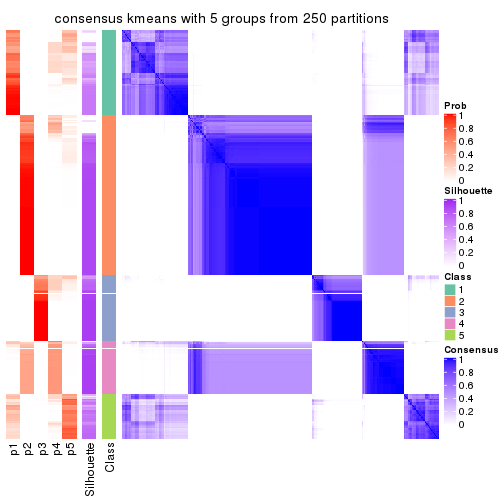 consensus kmeans with 5 groups from 250 partitions
Prob
1
0.8
0.6
0.4
0.2
0
Silhouette
1
0.8
0.6
0.4
0.2
0
Class
1
2
3
4
5
Consensus
1
0.8
0.6
0.4
0.2
0
p1
p2
p3
p4
p5
Silhouette
Class